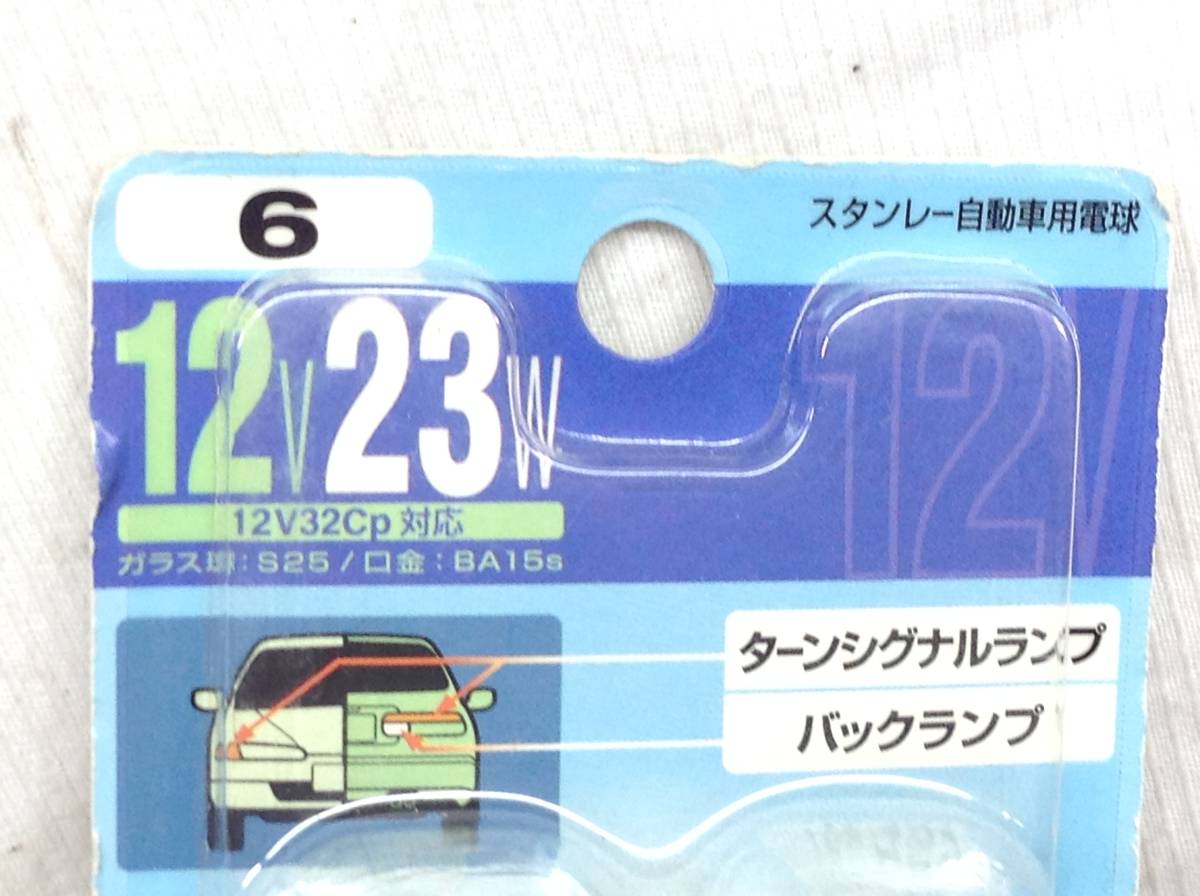 6
スタンレー自動車用電球
12V23W
12V
12V32Cp 対応
ガラス球:S25/口金:BA15s
ターンシグナルランプ
バックランプ